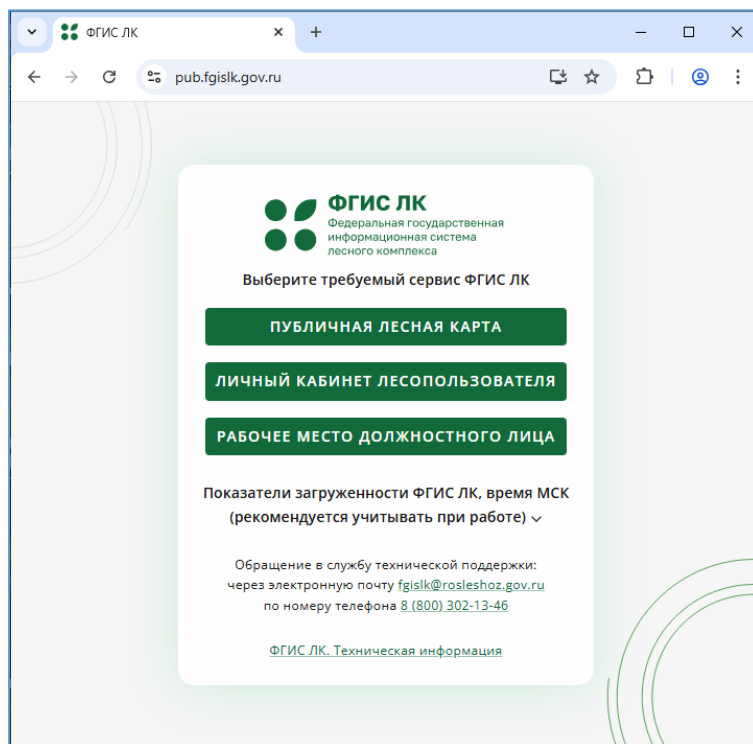 ФГИС ЛК
pub.fgislk.gov.ru
ФГИС ЛК
Федеральная государственная
информационная система
лесного комплекса
Выберите требуемый сервис ФГИС ЛК
ПУБЛИЧНАЯ ЛЕСНАЯ КАРТА
ЛИЧНЫЙ КАБИНЕТ ЛЕСОПОЛЬЗОВАТЕЛЯ
РАБОЧЕЕ МЕСТО ДОЛЖНОСТНОГО ЛИЦА
Показатели загруженности ФГИС ЛК, время МСК
(рекомендуется учитывать при работе)
Обращение в службу технической поддержки:
через электронную почту fgislk@rosleshoz.gov.ru
по номеру телефона 8 (800) 302-13-46
ФГИС ЛК. Техническая информация